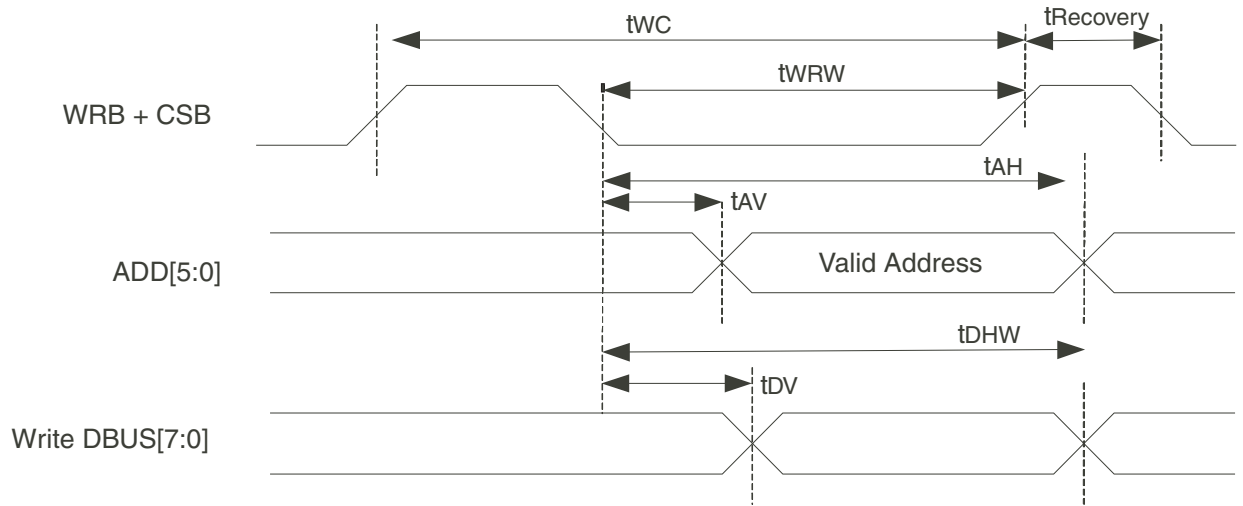 tWC
tRecovery
tWRW
WRB + CSB
tAH
tAV
ADD[5:0]
Valid Address
tDHW
tDV
Write DBUS[7:0]